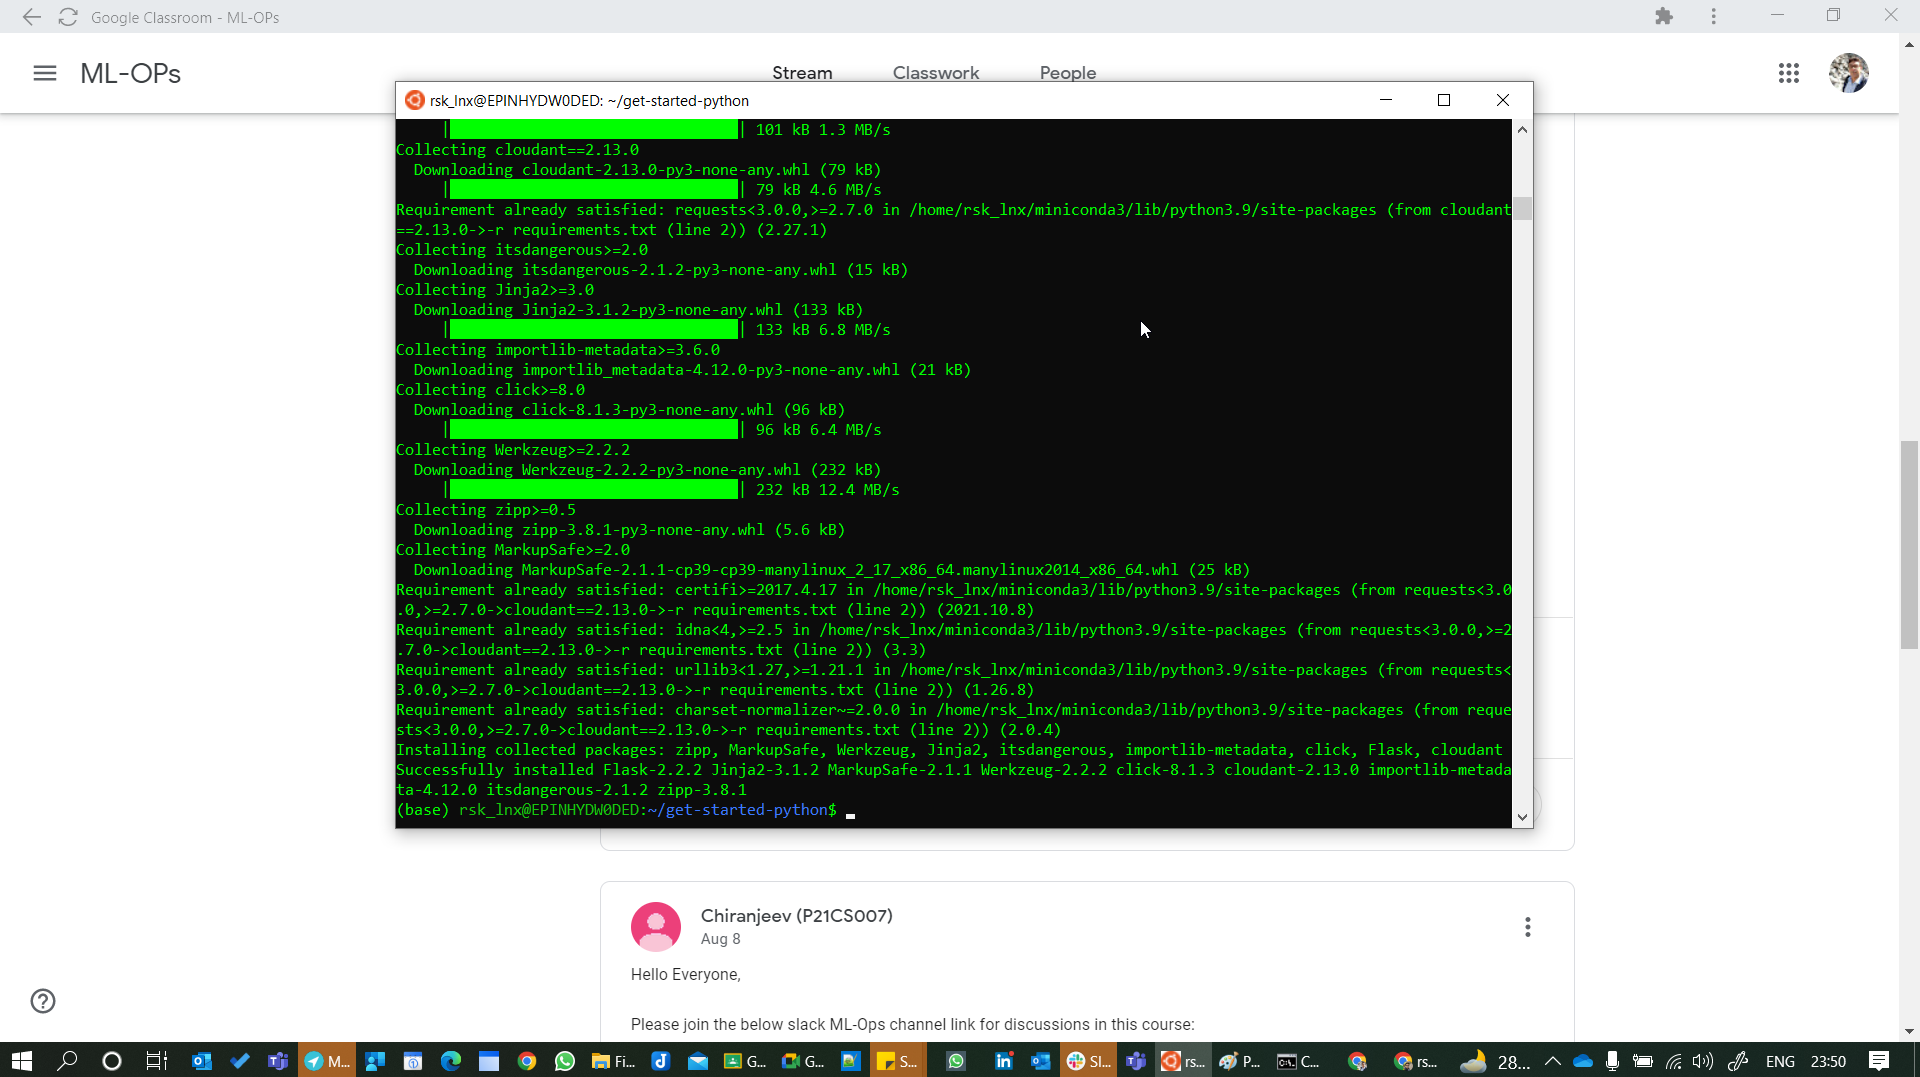 Google Classroom - ML-OPs
ML-OPs
Stream
Classwork
People
rsk_lnx@EPINHYDW0DED: ~/get-started-python
| | 101 kB 1.3 MB/s
Collecting cloudant==2.13.0
Downloading cloudant-2.13.0-py3-none-any.whl (79 kB)
| | 79 kB 4.6 MB/s
Requirement already satisfied: requests<3.0.0,>=2.7.0 in /home/rsk_lnx/miniconda3/lib/python3.9/site-packages (from cloudant
==2.13.0->-r requirements.txt (line 2)) (2.27.1)
Collecting itsdangerous>=2.0
Downloading itsdangerous-2.1.2-py3-none-any.whl (15 kB)
Collecting Jinja2>=3.0
Downloading Jinja2-3.1.2-py3-none-any.whl (133 kB)
| | 133 kB 6.8 MB/s
Collecting importlib-metadata>=3.6.0
Downloading importlib_metadata-4.12.0-py3-none-any.whl (21 kB)
Collecting click>=8.0
Downloading click-8.1.3-py3-none-any.whl (96 kB)
| | 96 kB 6.4 MB/s
Collecting Werkzeug>=2.2.2
Downloading Werkzeug-2.2.2-py3-none-any.whl (232 kB)
| | 232 kB 12.4 MB/s
Collecting zipp>=0.5
Downloading zipp-3.8.1-py3-none-any.whl (5.6 kB)
Collecting MarkupSafe>=2.0
Downloading MarkupSafe-2.1.1-cp39-cp39-manylinux_2_17_x86_64.manylinux2014_x86_64.whl (25 kB)
Requirement already satisfied: certifi>=2017.4.17 in /home/rsk_lnx/miniconda3/lib/python3.9/site-packages (from requests<3.0
.0,>=2.7.0->cloudant==2.13.0->-r requirements.txt (line 2)) (2021.10.8)
Requirement already satisfied: idna<4,>=2.5 in /home/rsk_lnx/miniconda3/lib/python3.9/site-packages (from requests<3.0.0,>=2
.7.0->cloudant==2.13.0->-r requirements.txt (line 2)) (3.3)
Requirement already satisfied: urllib3<1.27,>=1.21.1 in /home/rsk_lnx/miniconda3/lib/python3.9/site-packages (from requests<
3.0.0,>=2.7.0->cloudant==2.13.0->-r requirements.txt (line 2)) (1.26.8)
Requirement already satisfied: charset-normalizer~=2.0.0 in /home/rsk_lnx/miniconda3/lib/python3.9/site-packages (from reque
sts<3.0.0,>=2.7.0->cloudant==2.13.0->-r requirements.txt (line 2)) (2.0.4)
Installing collected packages: zipp, MarkupSafe, Werkzeug, Jinja2, itsdangerous, importlib-metadata, click, Flask, cloudant
Successfully installed Flask-2.2.2 Jinja2-3.1.2 MarkupSafe-2.1.1 Werkzeug-2.2.2 click-8.1.3 cloudant-2.13.0 importlib-metada
ta-4.12.0 itsdangerous-2.1.2 zipp-3.8.1
(base) rsk_lnx@EPINHYDW0DED:~/get-started-python$
Chiranjeev (P21CS007)
Aug 8
Hello Everyone,
Please join the below slack ML-Ops channel link for discussions in this course:
M...
Fi...
G...
G...
S...
Sl...
rs...
P...
C...
rs...
28...
ENG
23:50